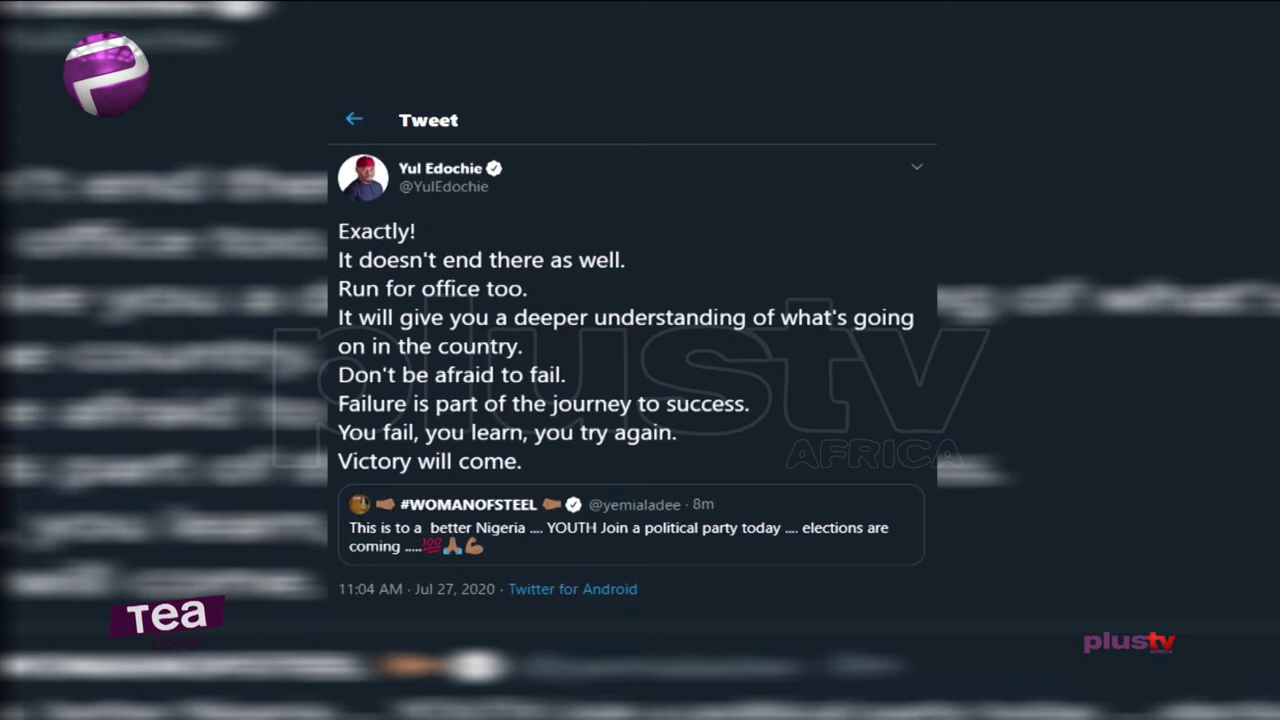 Tweet
Yul Edochie
@YulEdochie
Exactly!
It doesn't end there as well.
Run for office too.
It will give you a deeper understanding of what's going
on in the country.
Don't be afraid to fail.
Failure is part of the journey to success.
You fail, you learn, you try again.
Victory will come.
#WOMANOFSTEEL @yemialadee · 8m
This is to a better Nigeria .... YOUTH Join a political party today .... elections are
coming .....💯🙏🏽💪🏽
11:04 AM · Jul 27, 2020 · Twitter for Android
plustv
AFRICA
Tea
plustv
AFRICA